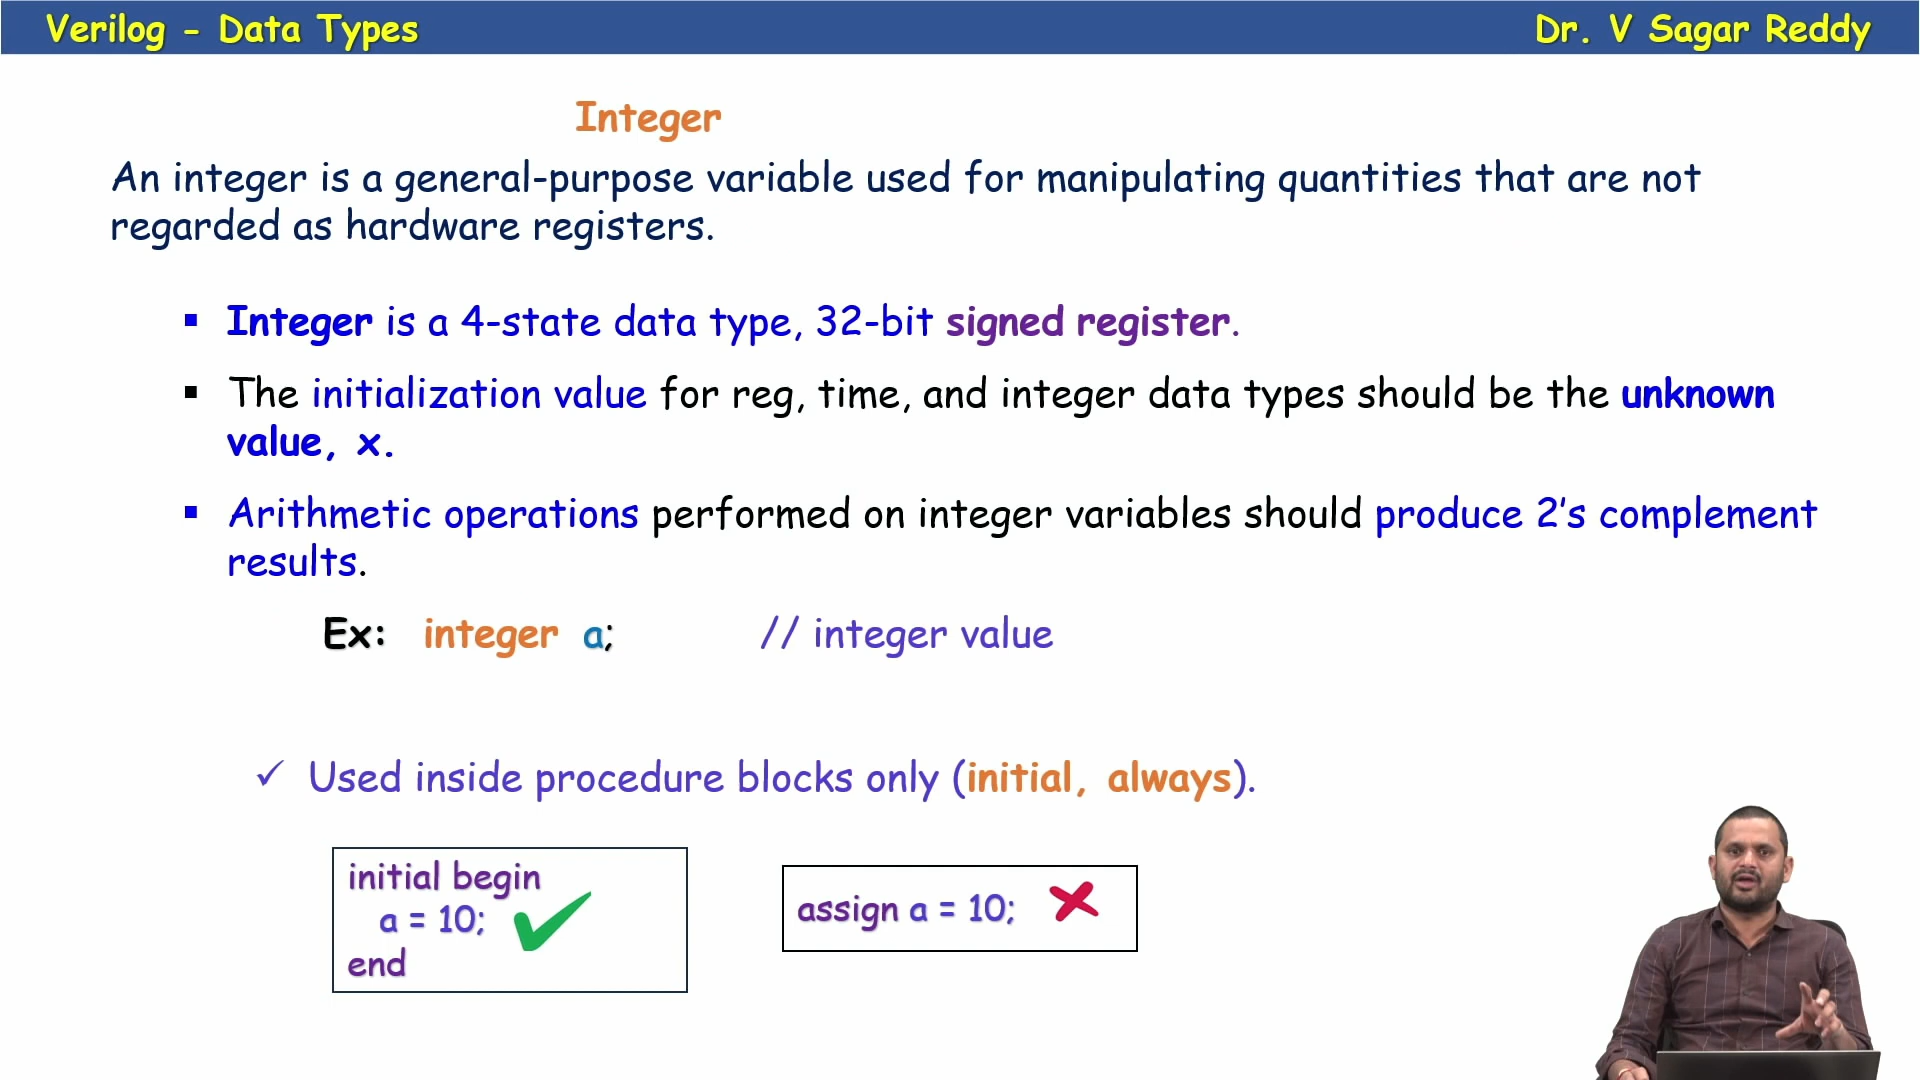 Verilog - Data Types
Dr. V Sagar Reddy
Integer
An integer is a general-purpose variable used for manipulating quantities that are not
regarded as hardware registers.
▪ Integer is a 4-state data type, 32-bit signed register.
▪ The initialization value for reg, time, and integer data types should be the unknown
value, x.
▪ Arithmetic operations performed on integer variables should produce 2’s complement
results.
Ex: integer a; // integer value
✓ Used inside procedure blocks only (initial, always).
initial begin
a = 10;
end
assign a = 10;